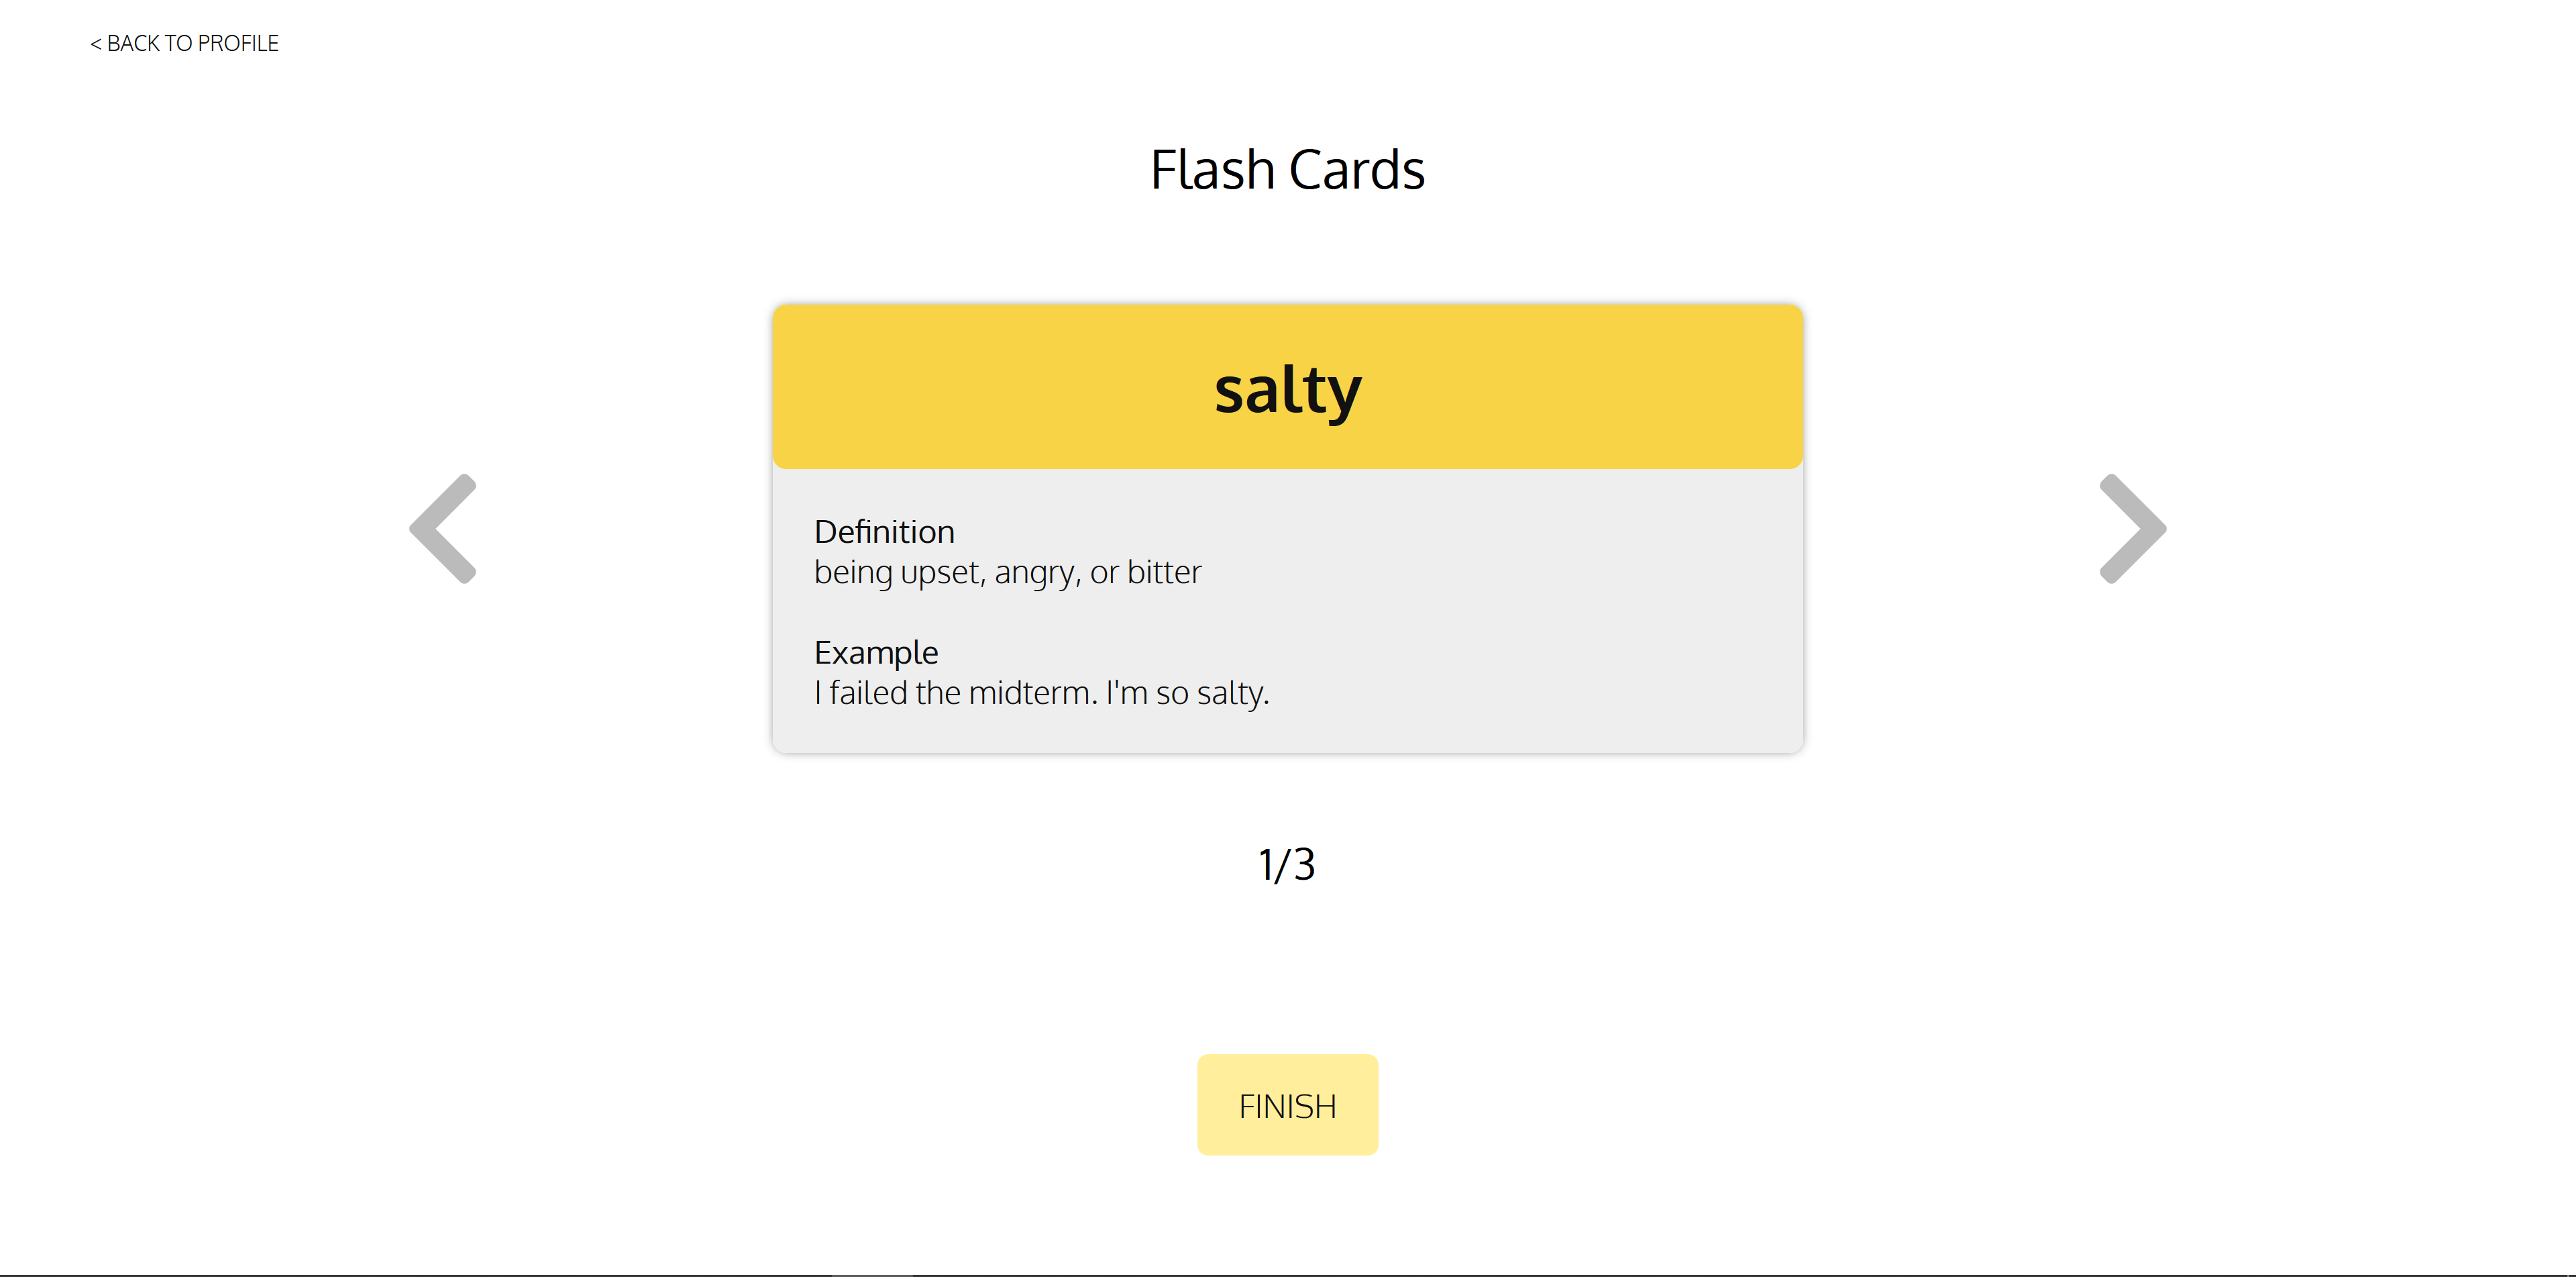 < BACK TO PROFILE
Flash Cards
salty
Definition
being upset, angry, or bitter
Example
I failed the midterm. I'm so salty.
1/3
FINISH